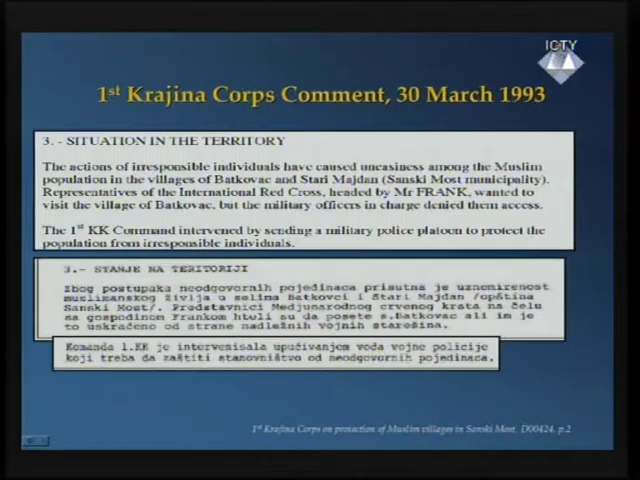 ICTY
1st Krajina Corps Comment, 30 March 1993
3. - SITUATION IN THE TERRITORY
The actions of irresponsible individuals have caused uneasiness among the Muslim
population in the villages of Batkovac and Stari Majdan (Sanski Most municipality).
Representatives of the International Red Cross, headed by Mr FRANK, wanted to
visit the village of Batkovac, but the military officers in charge denied them access.
The 1st KK Command intervened by sending a military police platoon to protect the
population from irresponsible individuals.
3.- STANJE NA TERITORIJI
Zbog postupaka neodgovornih pojedinaca prisutna je uznemirenost
muslimanskog življa u selima Batkovci i Stari Majdan /opština
Sanski Most/. Predstavnici Medjunarodnog crvenog krsta na čelu
sa gospodinom Frankom htuli su da posete s.Batkovac ali im je
to uskraćeno od strane nadležnih vojnih starešina.
Komanda 1.KK je intervenisala upućivanjem voda vojne policije
koji treba da zaštiti stanovništvo od neodgovornih pojedinaca.
1st Krajina Corps on protection of Muslim villages in Sanski Most. D00424, p.2